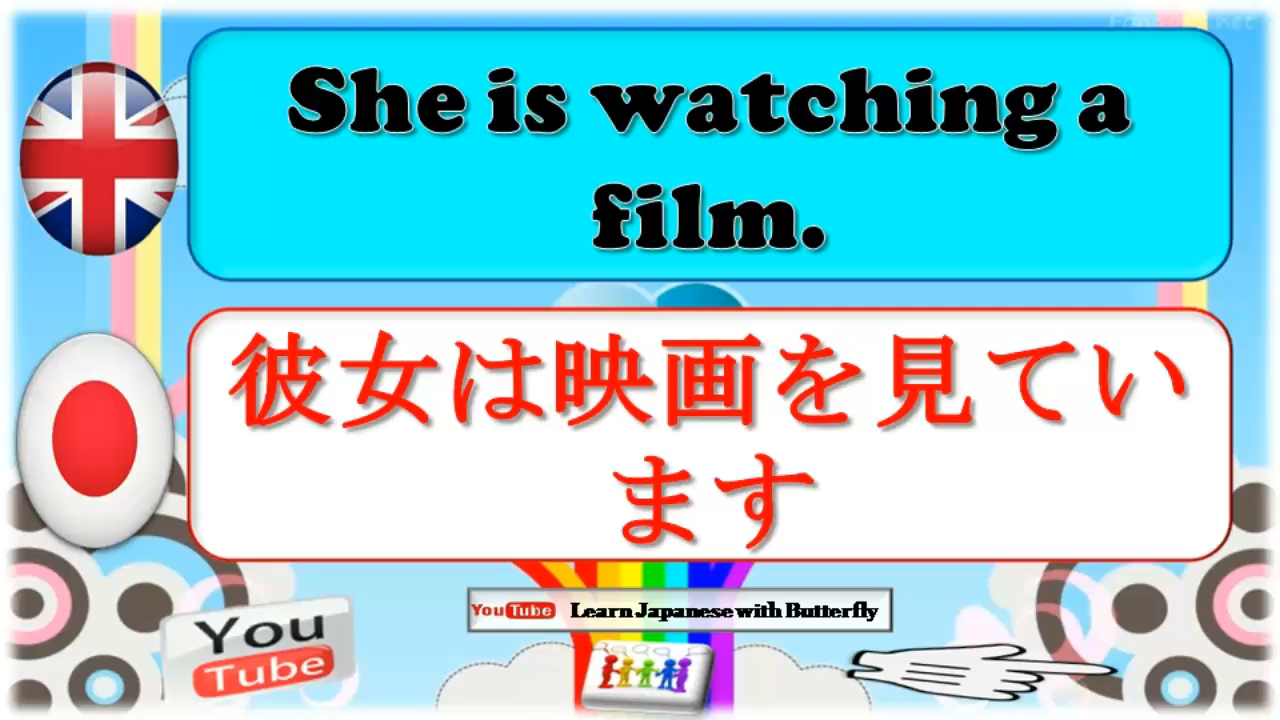 She is watching a
film.
彼女は映画を見てい
ます
YouTube Learn Japanese with Butterfly
You
Tube